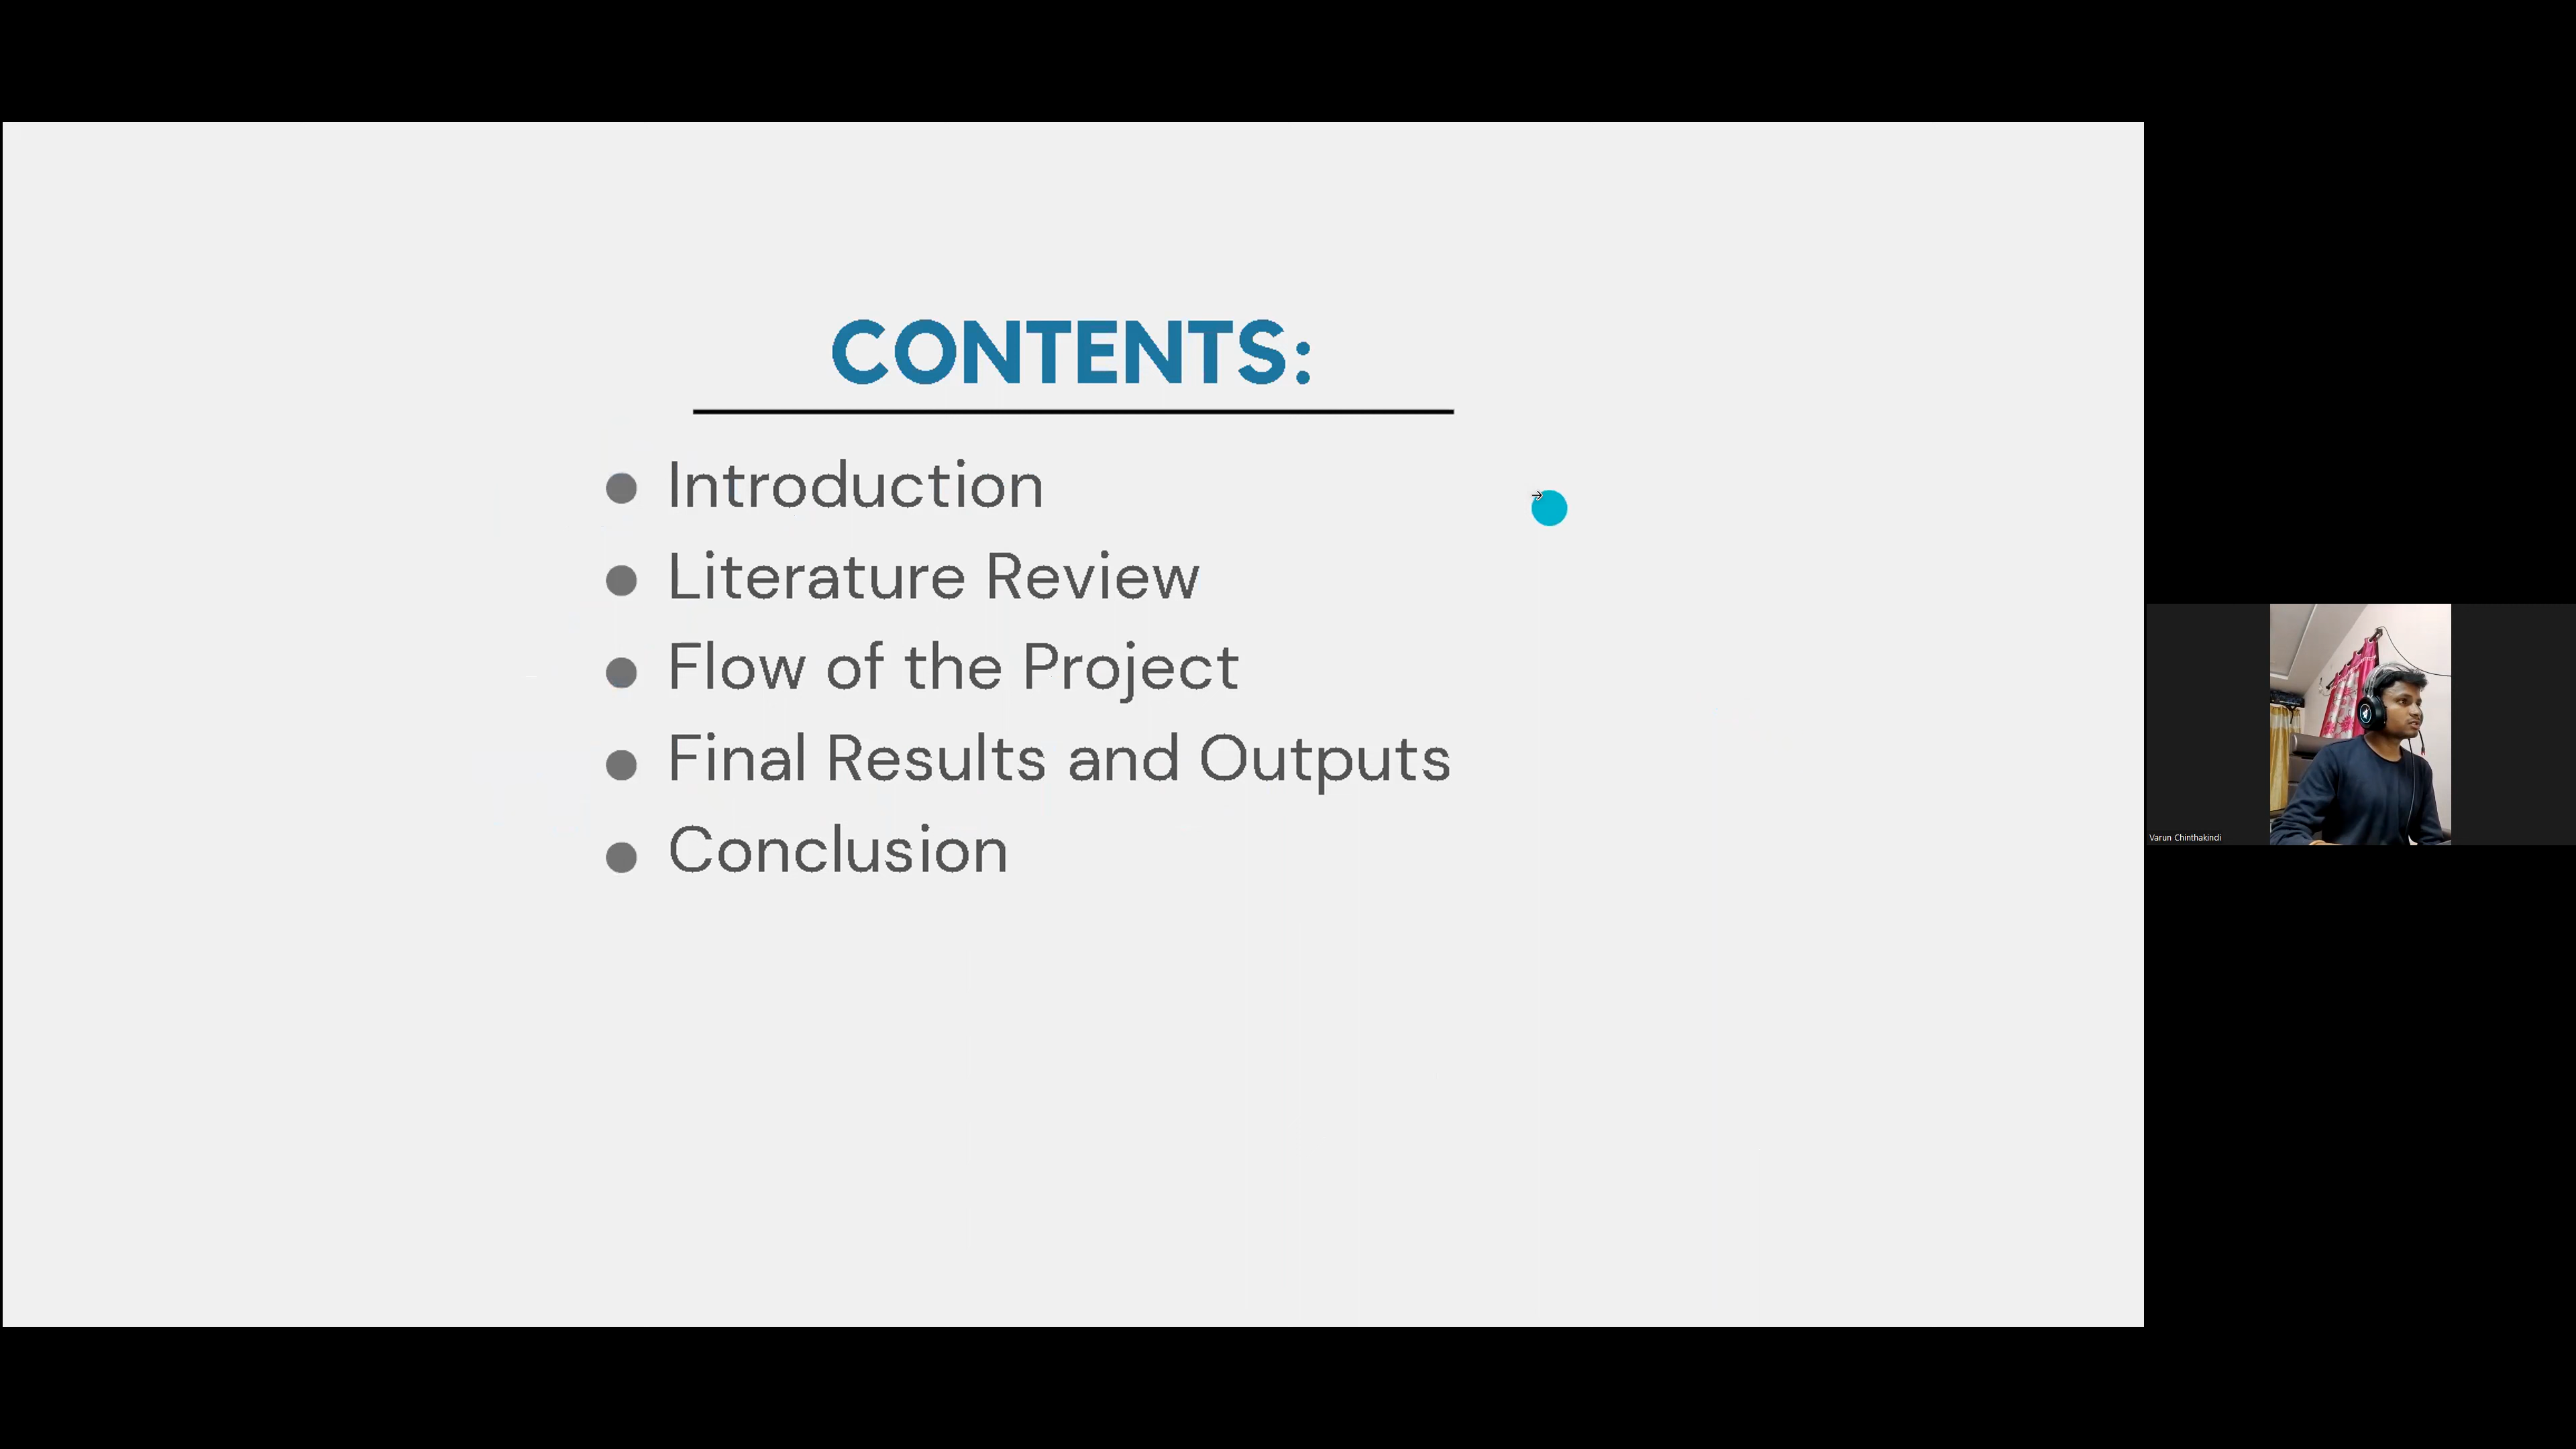 CONTENTS:
Introduction
Literature Review
Flow of the Project
Final Results and Outputs
Conclusion
Varun Chinthakindi